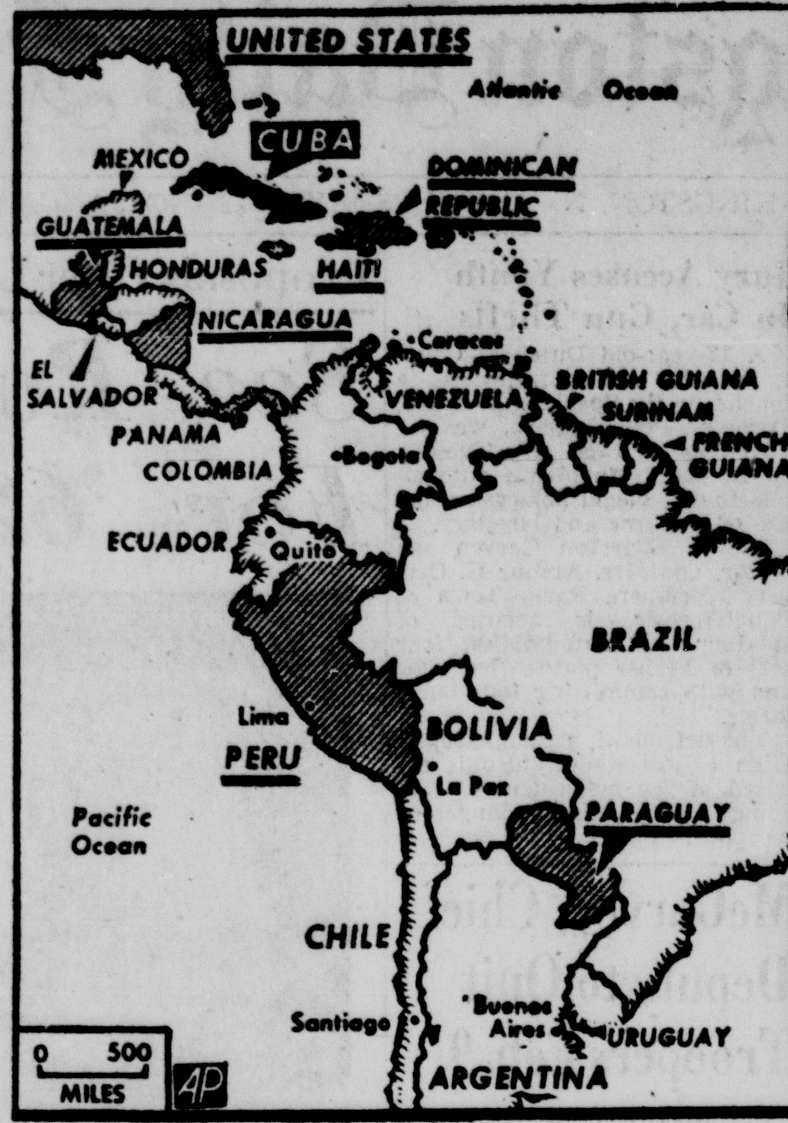 UNITED STATES
Atlantic Ocean
CUBA
MEXICO
DOMINICAN
REPUBLIC
GUATEMALA
HONDURAS
HAITI
NICARAGUA
Caracas
EL
SALVADOR
VENEZUELA
BRITISH GUIANA
SURINAM
FRENCH
GUIANA
PANAMA
COLOMBIA
Bogota
ECUADOR
Quito
BRAZIL
Lima
PERU
BOLIVIA
La Paz
Pacific
Ocean
PARAGUAY
CHILE
Santiago
Buenos
Aires
URUGUAY
ARGENTINA
0 500
MILES
AP